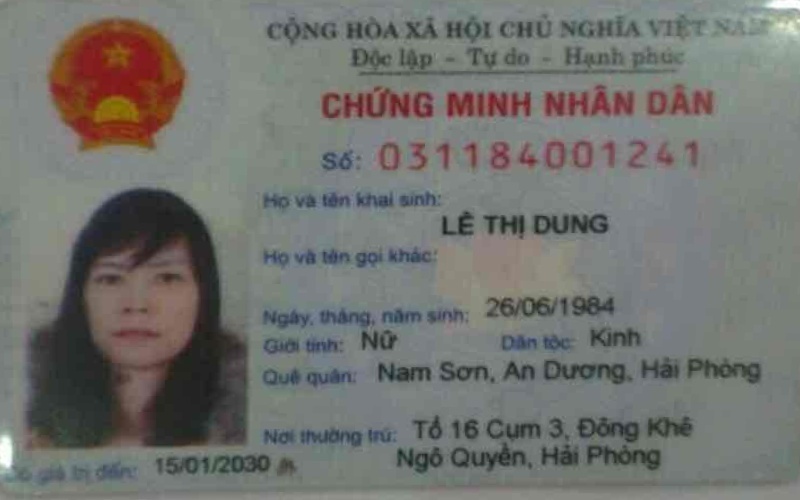 CỘNG HÒA XÃ HỘI CHỦ NGHĨA VIỆT NAM
Độc lập - Tự do - Hạnh phúc
CHỨNG MINH NHÂN DÂN
Số: 031184001241
Họ và tên khai sinh:
LÊ THỊ DUNG
Họ và tên gọi khác:
Ngày, tháng, năm sinh: 26/06/1984
Giới tính: Nữ Dân tộc: Kinh
Quê quán: Nam Sơn, An Dương, Hải Phòng
Nơi thường trú: Tổ 16 Cụm 3, Đông Khê
Ngô Quyền, Hải Phòng
Có giá trị đến: 15/01/2030